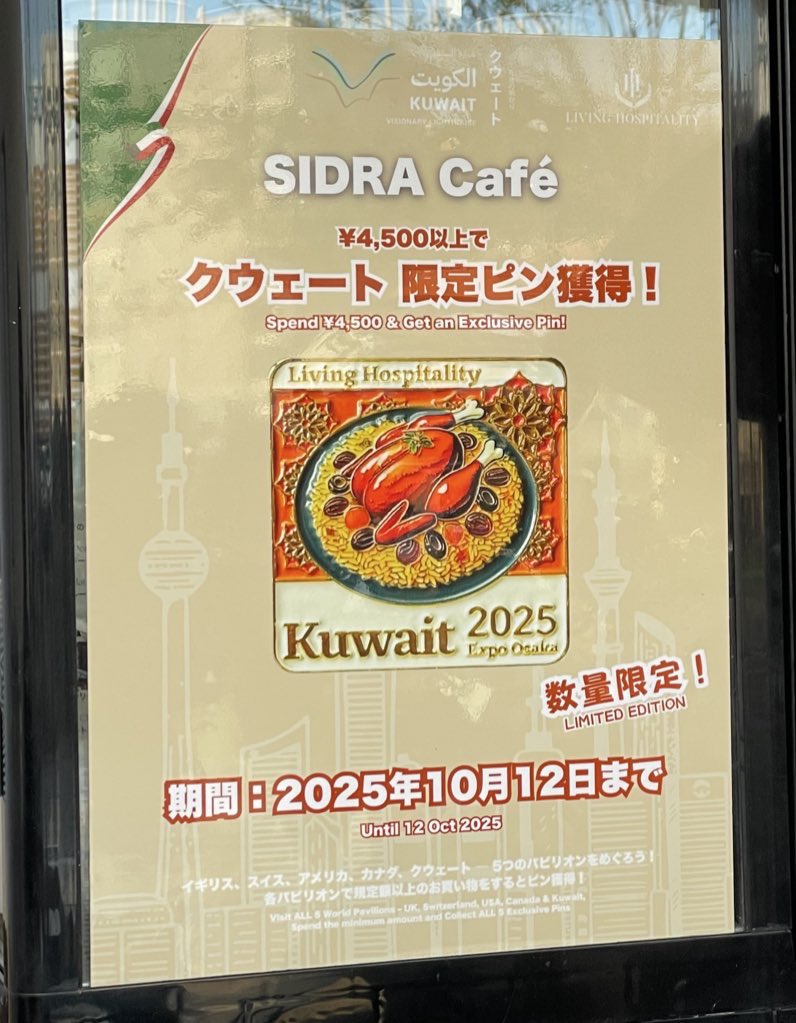 الكويت
KUWAIT
VISIONARY LIGHTHOUSE
クウェート
LIVING HOSPITALITY
SIDRA Café
¥4,500以上で
クウェート 限定ピン獲得！
Spend ¥4,500 & Get an Exclusive Pin!
Living Hospitality
Kuwait 2025
Expo Osaka
数量限定！
LIMITED EDITION
期間：2025年10月12日まで
Until 12 Oct 2025
イギリス、スイス、アメリカ、カナダ、クウェート — 5つのパビリオンをめぐろう！
各パビリオンで規定額以上のお買い物をするとピン獲得！
Visit ALL 5 World Pavilions - UK, Switzerland, USA, Canada & Kuwait,
Spend the minimum amount and Collect ALL 5 Exclusive Pins